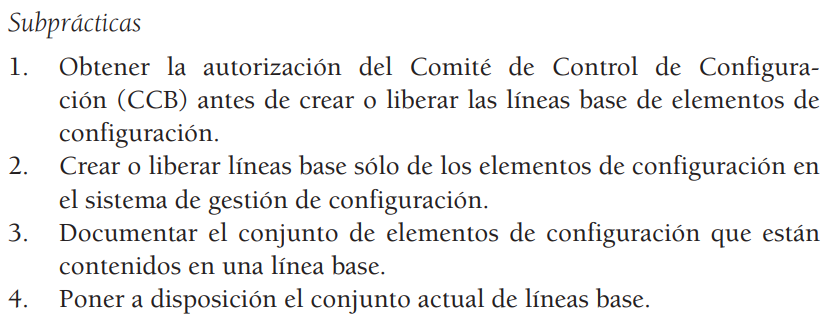 Subprácticas
1. Obtener la autorización del Comité de Control de Configura-
ción (CCB) antes de crear o liberar las líneas base de elementos de
configuración.
2. Crear o liberar líneas base sólo de los elementos de configuración en
el sistema de gestión de configuración.
3. Documentar el conjunto de elementos de configuración que están
contenidos en una línea base.
4. Poner a disposición el conjunto actual de líneas base.